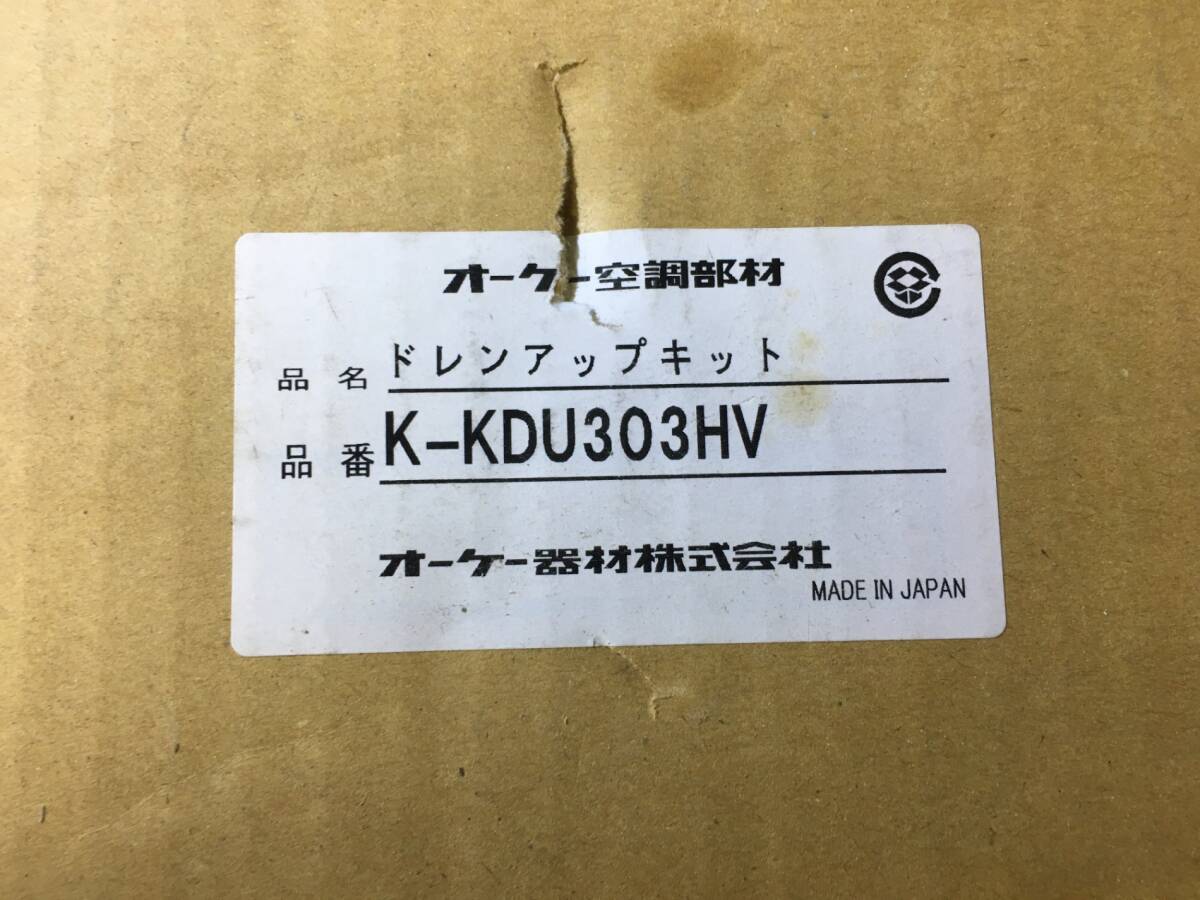 オーケー空調部材
品名 ドレンアップキット
品番 K-KDU303HV
オーケー器材株式会社
MADE IN JAPAN